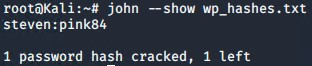 root@Kali:~# john --show wp_hashes.txt
steven:pink84
1 password hash cracked, 1 left